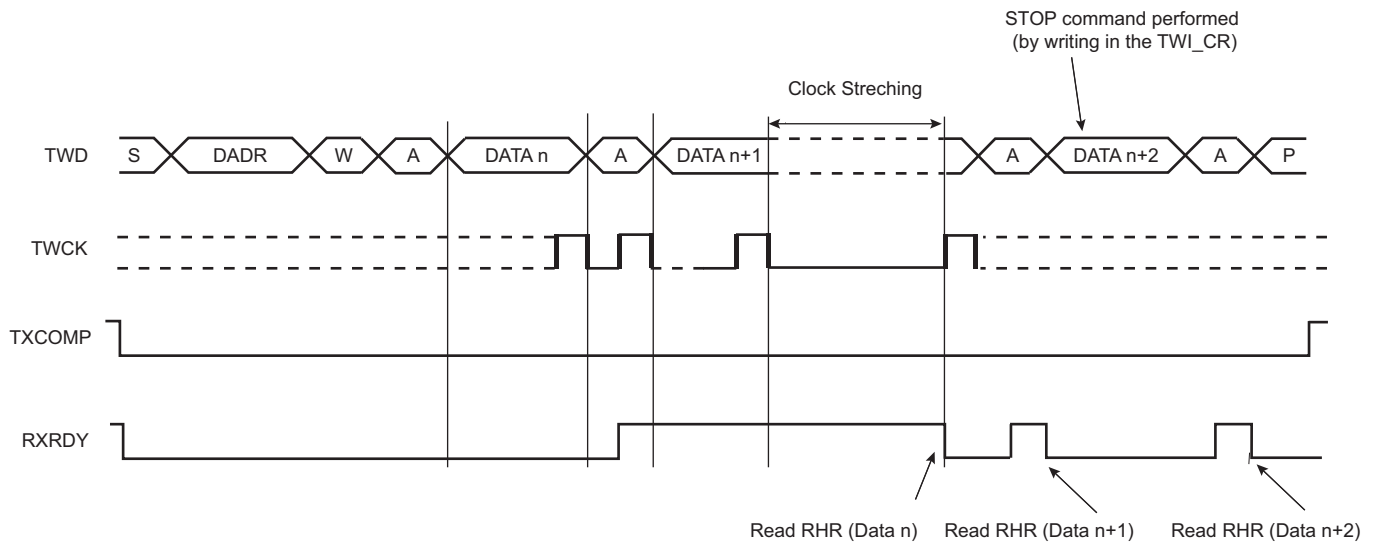 STOP command performed
(by writing in the TWI_CR)
Clock Streching
TWD S DADR W A DATA n A DATA n+1 A DATA n+2 A P
TWCK
TXCOMP
RXRDY
Read RHR (Data n) Read RHR (Data n+1) Read RHR (Data n+2)